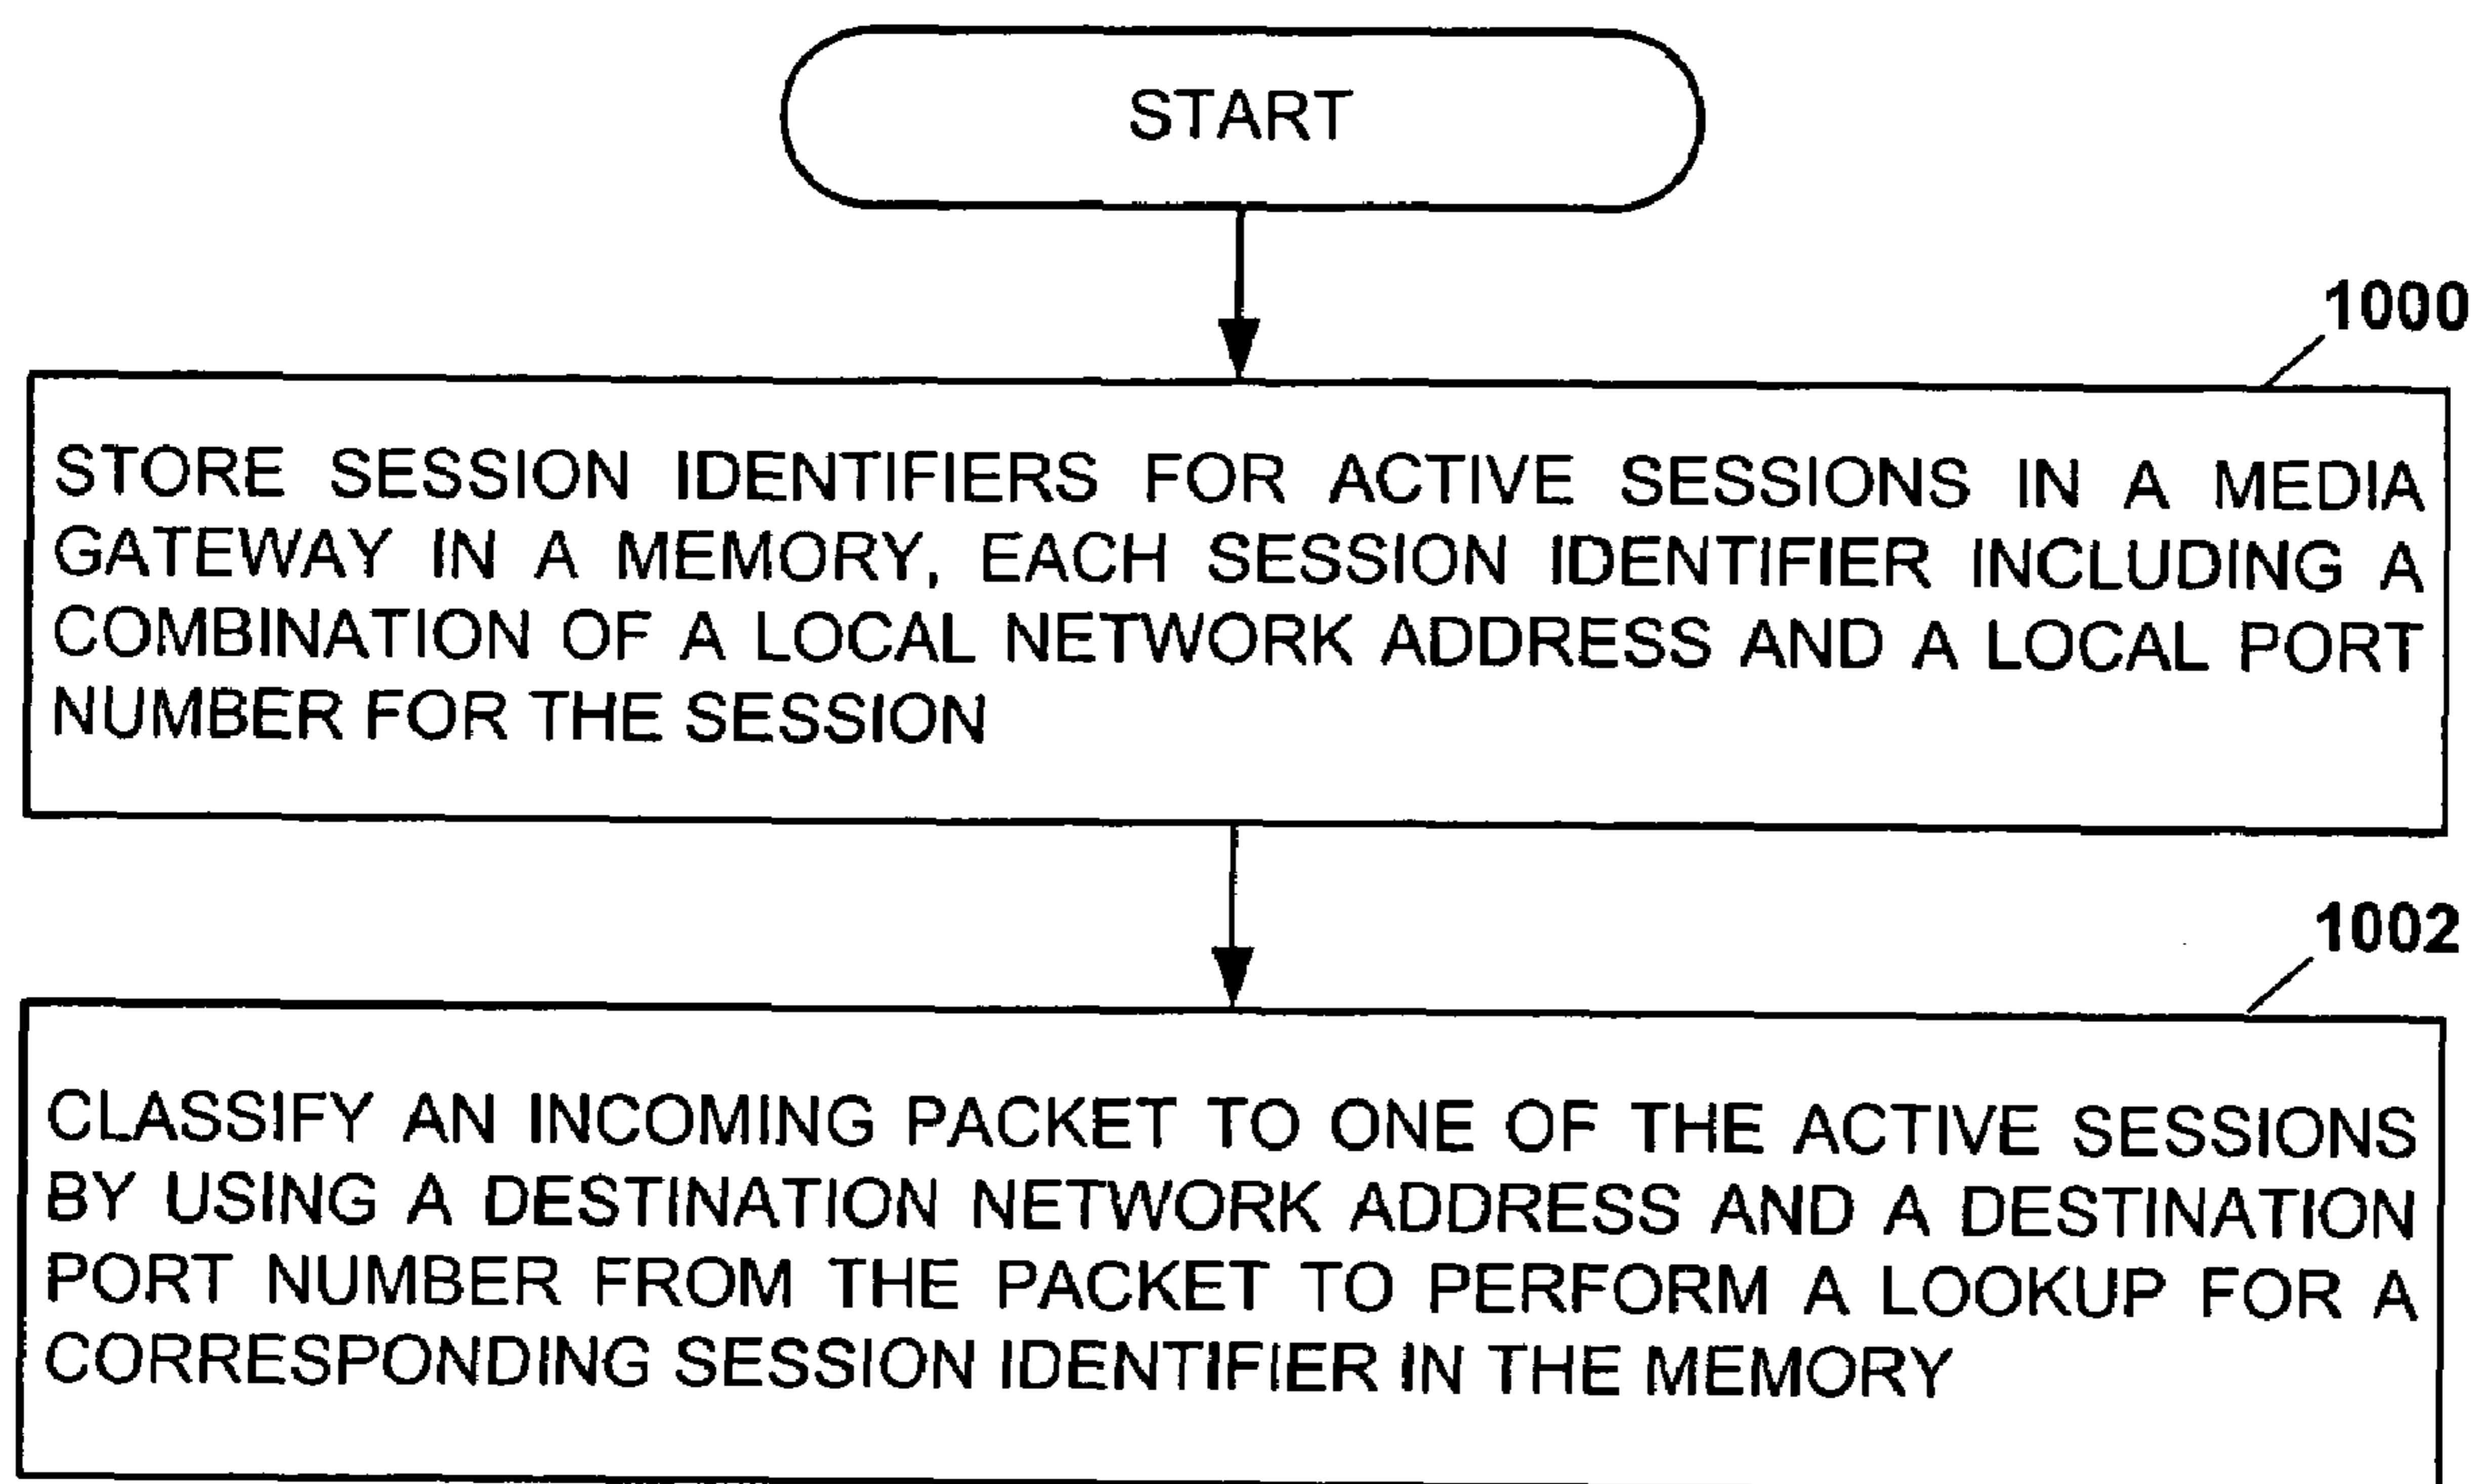 START
1000
STORE SESSION IDENTIFIERS FOR ACTIVE SESSIONS IN A MEDIA
GATEWAY IN A MEMORY, EACH SESSION IDENTIFIER INCLUDING A
COMBINATION OF A LOCAL NETWORK ADDRESS AND A LOCAL PORT
NUMBER FOR THE SESSION
1002
CLASSIFY AN INCOMING PACKET TO ONE OF THE ACTIVE SESSIONS
BY USING A DESTINATION NETWORK ADDRESS AND A DESTINATION
PORT NUMBER FROM THE PACKET TO PERFORM A LOOKUP FOR A
CORRESPONDING SESSION IDENTIFIER IN THE MEMORY